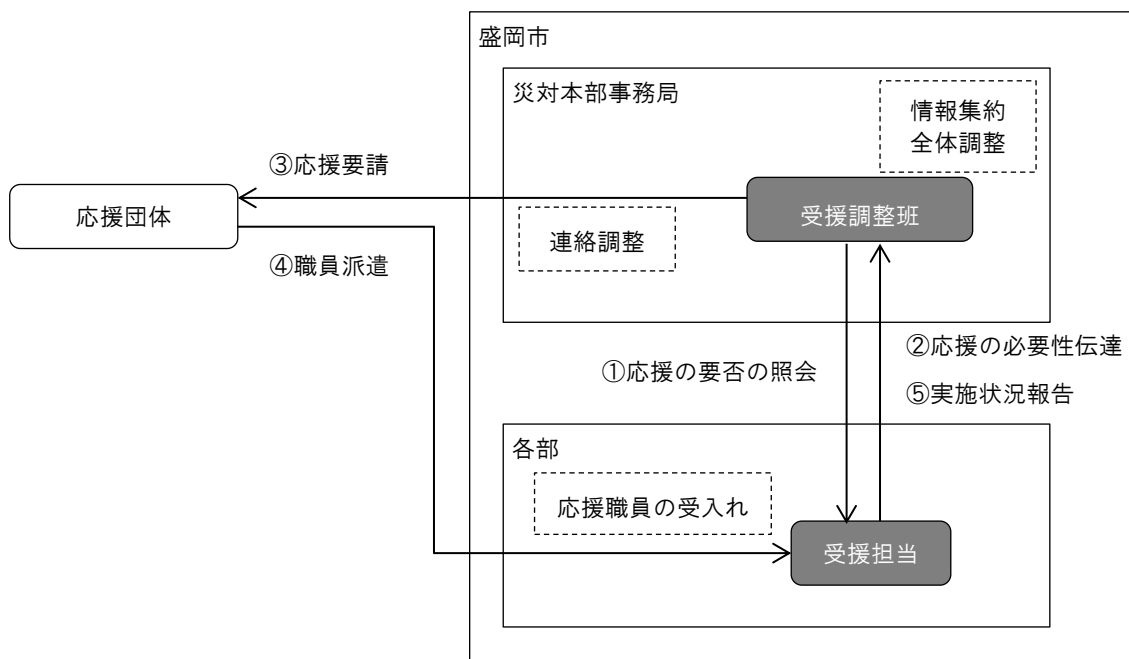 盛岡市
災対本部事務局
情報集約
全体調整
③応援要請
応援団体
受援調整班
連絡調整
④職員派遣
②応援の必要性伝達
①応援の要否の照会
⑤実施状況報告
各部
応援職員の受入れ
受援担当